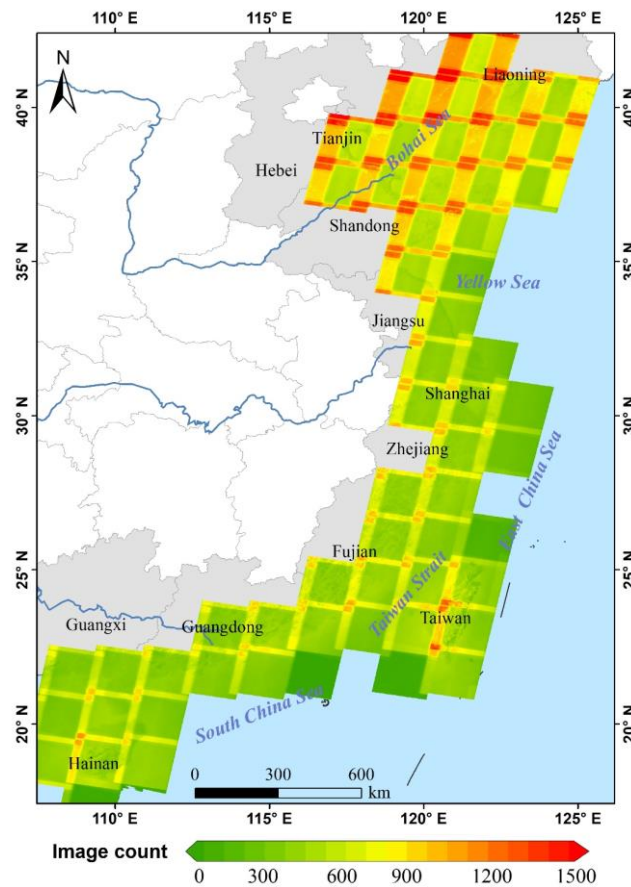 110° E 115° E 120° E 125° E
N
40° N 40° N
Liaoning
Tianjin
Bohai Sea
Hebei
Shandong
35° N 35° N
Yellow Sea
Jiangsu
30° N 30° N
Shanghai
Zhejiang
East China Sea
25° N 25° N
Fujian
Taiwan Strait
Taiwan
Guangxi
Guangdong
20° N 20° N
South China Sea
Hainan
0 300 600
km
110° E 115° E 120° E 125° E
Image count
0 300 600 900 1200 1500